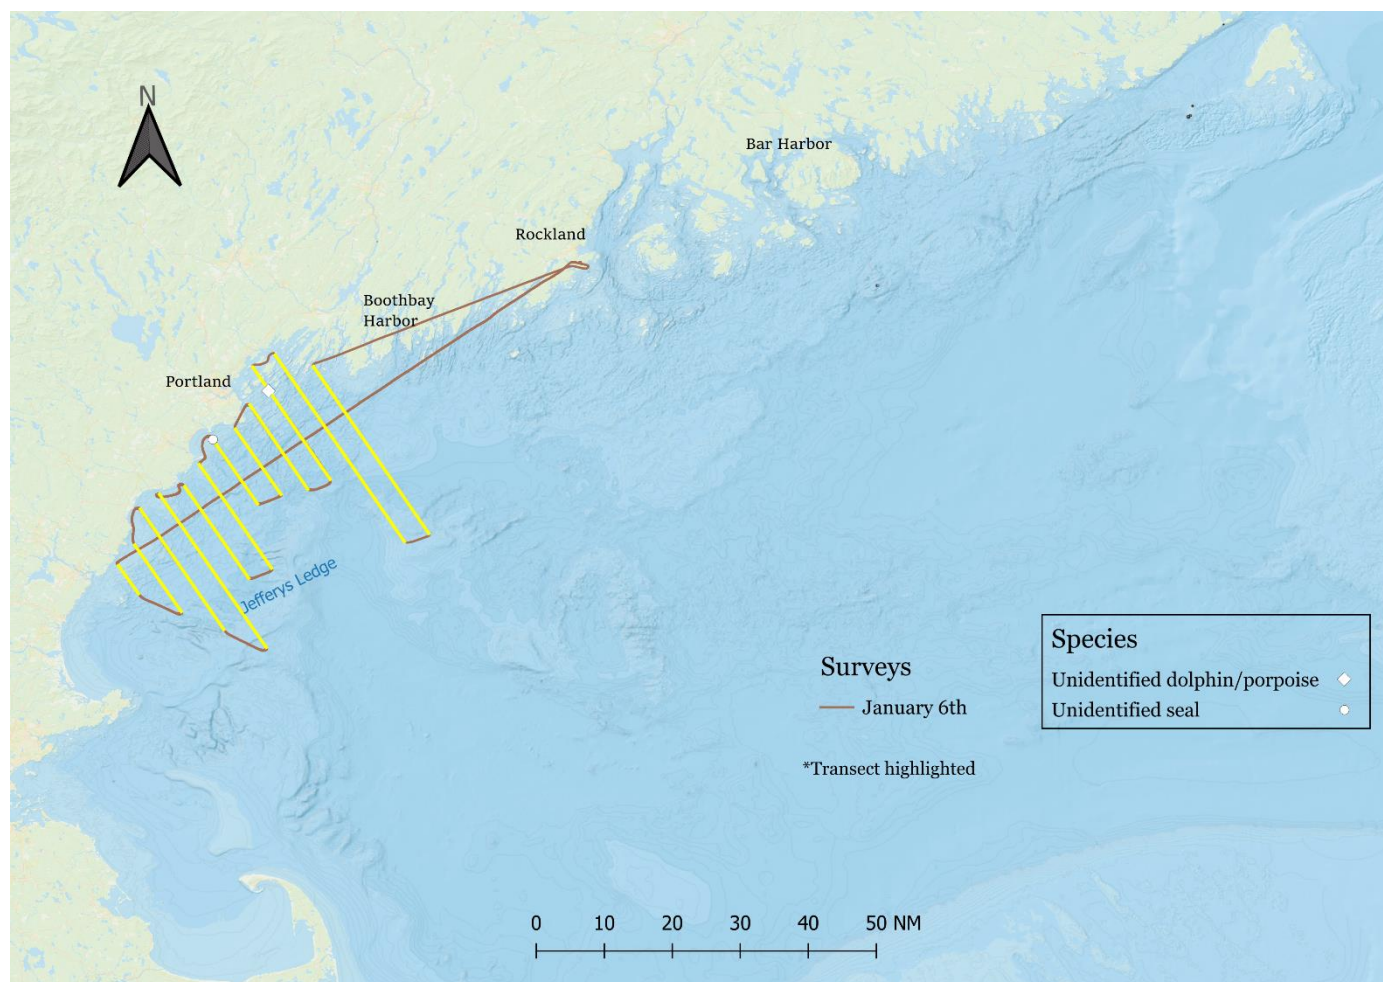 N
Bar Harbor
Rockland
Boothbay
Harbor
Portland
Jefferys Ledge
Surveys
January 6th
*Transect highlighted
Species
Unidentified dolphin/porpoise
Unidentified seal
0 10 20 30 40 50 NM